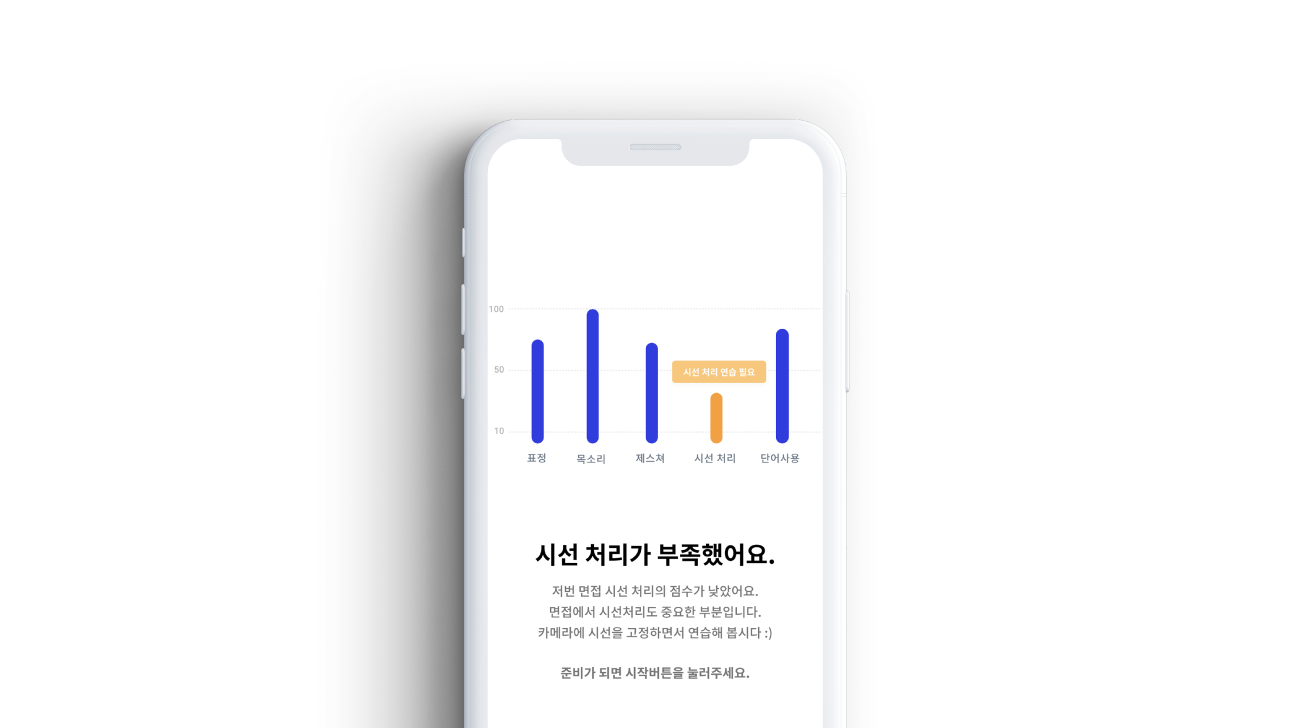 100
50
10
시선 처리 연습 필요
표정
목소리
제스쳐
시선 처리
단어사용
시선 처리가 부족했어요.
저번 면접 시선 처리의 점수가 낮았어요.
면접에서 시선처리도 중요한 부분입니다.
카메라에 시선을 고정하면서 연습해 봅시다 :)
준비가 되면 시작버튼을 눌러주세요.